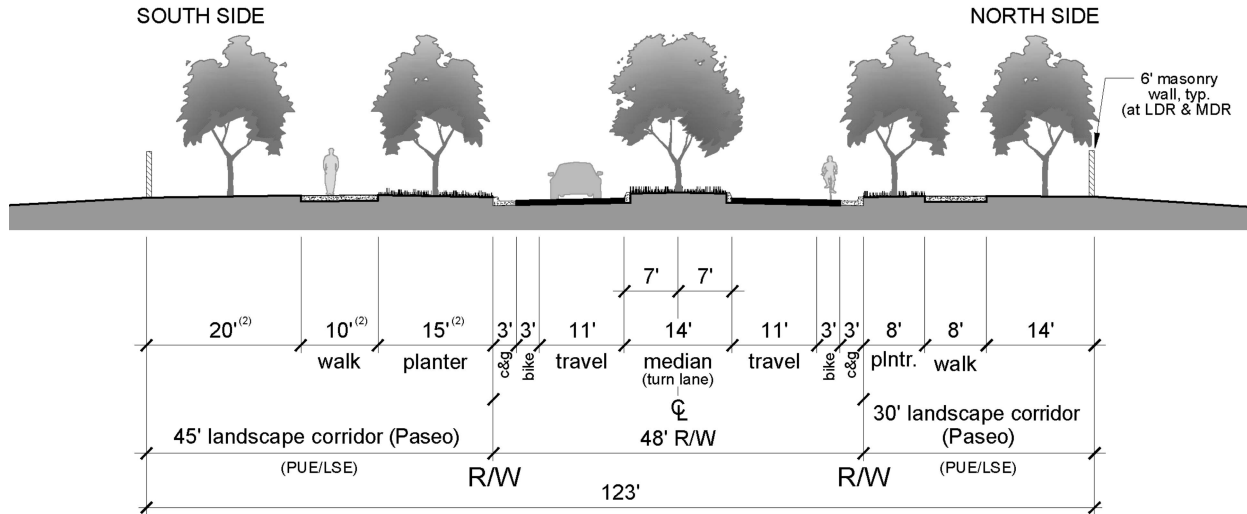 SOUTH SIDE
NORTH SIDE
6' masonry
wall, typ.
(at LDR & MDR
7' 7'
20'(2) 10'(2) 15'(2) 3' 3' 11' 14' 11' 3' 3' 8' 8' 14'
walk planter c&g bike travel median travel bike c&g plntr. walk
(turn lane)
℄
45' landscape corridor (Paseo)
48' R/W
30' landscape corridor
(Paseo)
(PUE/LSE)
R/W
R/W
(PUE/LSE)
123'